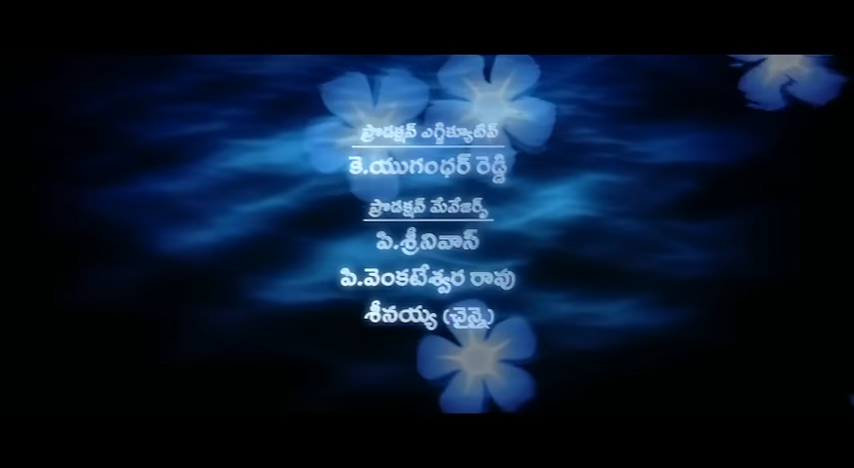 ప్రొడక్షన్ ఎగ్జిక్యూటివ్
కె.యుగంధర్ రెడ్డి
ప్రొడక్షన్ మేనేజర్స్
పి.శ్రీనివాస్
పి.వెంకటేశ్వర రావు
శీనయ్య (చైన్నై)